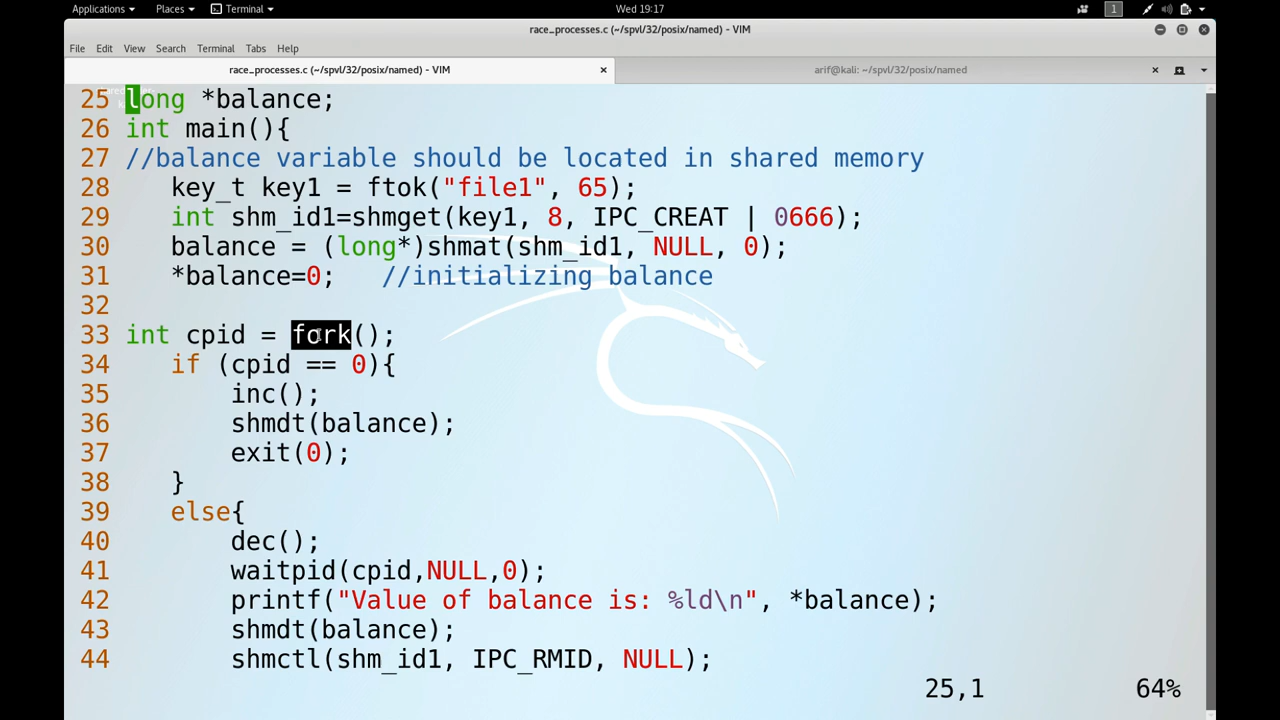 Applications Places Terminal Wed 19:17 1
race_processes.c (~/spvl/32/posix/named) - VIM
File Edit View Search Terminal Tabs Help
race_processes.c (~/spvl/32/posix/named) - VIM arif@kali: ~/spvl/32/posix/named
25 long *balance;
26 int main(){
27 //balance variable should be located in shared memory
28    key_t key1 = ftok("file1", 65);
29    int shm_id1=shmget(key1, 8, IPC_CREAT | 0666);
30    balance = (long*)shmat(shm_id1, NULL, 0);
31    *balance=0;   //initializing balance
32
33 int cpid = fork();
34    if (cpid == 0){
35        inc();
36        shmdt(balance);
37        exit(0);
38    }
39    else{
40        dec();
41        waitpid(cpid,NULL,0);
42        printf("Value of balance is: %ld\n", *balance);
43        shmdt(balance);
44        shmctl(shm_id1, IPC_RMID, NULL);
25,1 64%